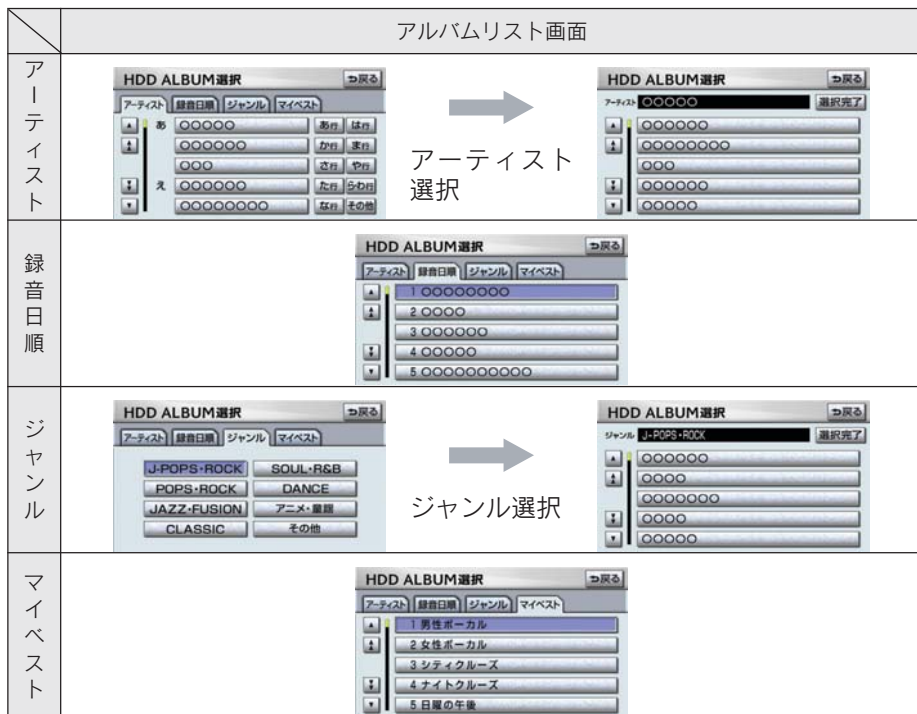 アルバムリスト画面
アーティスト
HDD ALBUM選択 戻る
アーティスト 録音日順 ジャンル マイベスト
あ ○○○○○ あ行 は行
○○○○○○ か行 ま行
○○○ さ行 や行
え ○○○○○○ た行 らわ行
○○○○○○○○ な行 その他
アーティスト
選択
HDD ALBUM選択 戻る
アーティスト ○○○○○ 選択完了
○○○○○○
○○○○○○○○
○○○
○○○○○○
○○○○○
録音日順
HDD ALBUM選択 戻る
アーティスト 録音日順 ジャンル マイベスト
1 ○○○○○○○○
2 ○○○○
3 ○○○○○○
4 ○○○○○
5 ○○○○○○○○○○
ジャンル
HDD ALBUM選択 戻る
アーティスト 録音日順 ジャンル マイベスト
J-POPS・ROCK SOUL・R&B
POPS・ROCK DANCE
JAZZ・FUSION アニメ・童謡
CLASSIC その他
ジャンル選択
HDD ALBUM選択 戻る
ジャンル J-POPS・ROCK 選択完了
○○○○○○
○○○○
○○○○○○○
○○○○
○○○○○
マイベスト
HDD ALBUM選択 戻る
アーティスト 録音日順 ジャンル マイベスト
1 男性ボーカル
2 女性ボーカル
3 シティクルーズ
4 ナイトクルーズ
5 日曜の午後